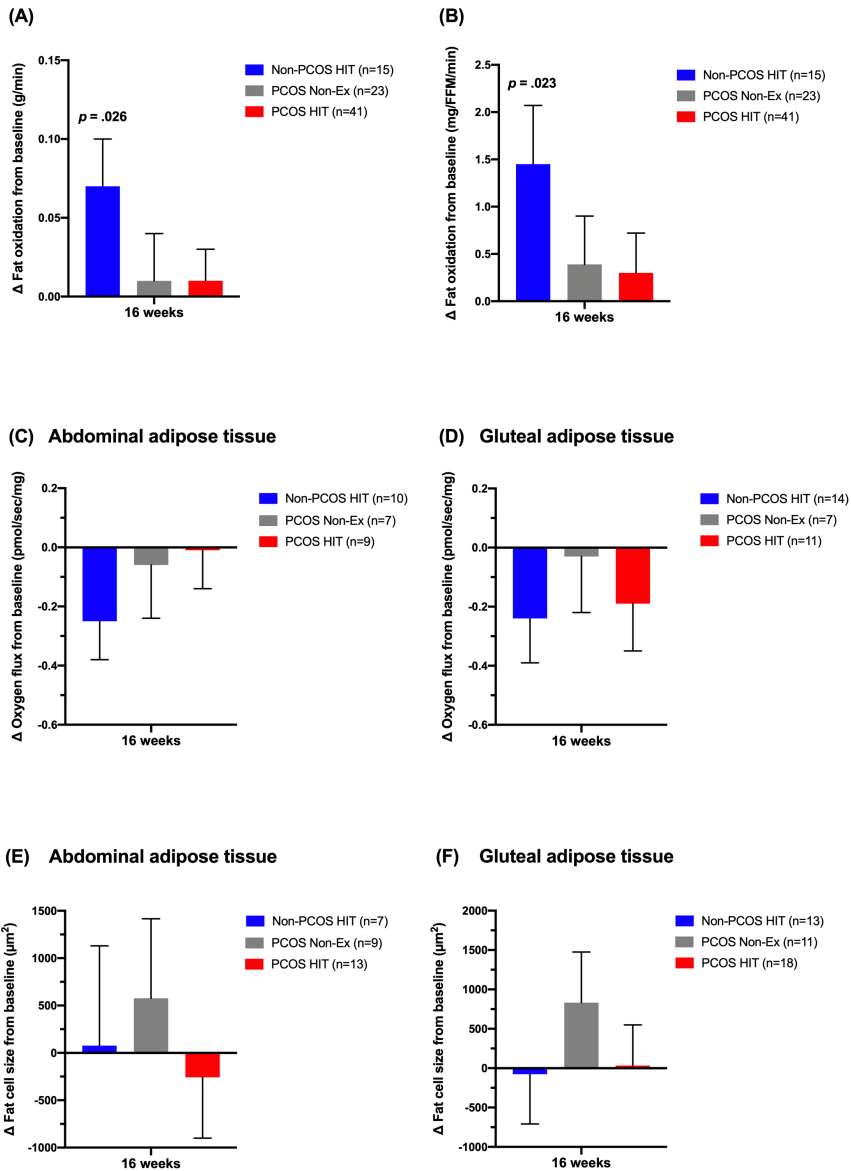 (A)
Δ Fat oxidation from baseline (g/min)
0.15
0.10
0.05
0.00
p = .026
16 weeks
Non-PCOS HIT (n=15)
PCOS Non-Ex (n=23)
PCOS HIT (n=41)
(B)
Δ Fat oxidation from baseline (mg/FFM/min)
2.5
2.0
1.5
1.0
0.5
0.0
p = .023
16 weeks
Non-PCOS HIT (n=15)
PCOS Non-Ex (n=23)
PCOS HIT (n=41)
(C) Abdominal adipose tissue
Δ Oxygen flux from baseline (pmol/sec/mg)
0.2
0.0
-0.2
-0.4
-0.6
16 weeks
Non-PCOS HIT (n=10)
PCOS Non-Ex (n=7)
PCOS HIT (n=9)
(D) Gluteal adipose tissue
Δ Oxygen flux from baseline (pmol/sec/mg)
0.2
0.0
-0.2
-0.4
-0.6
16 weeks
Non-PCOS HIT (n=14)
PCOS Non-Ex (n=7)
PCOS HIT (n=11)
(E) Abdominal adipose tissue
Δ Fat cell size from baseline (µm²)
1500
1000
500
0
-500
-1000
16 weeks
Non-PCOS HIT (n=7)
PCOS Non-Ex (n=9)
PCOS HIT (n=13)
(F) Gluteal adipose tissue
Δ Fat cell size from baseline (µm²)
2000
1500
1000
500
0
-500
-1000
16 weeks
Non-PCOS HIT (n=13)
PCOS Non-Ex (n=11)
PCOS HIT (n=18)